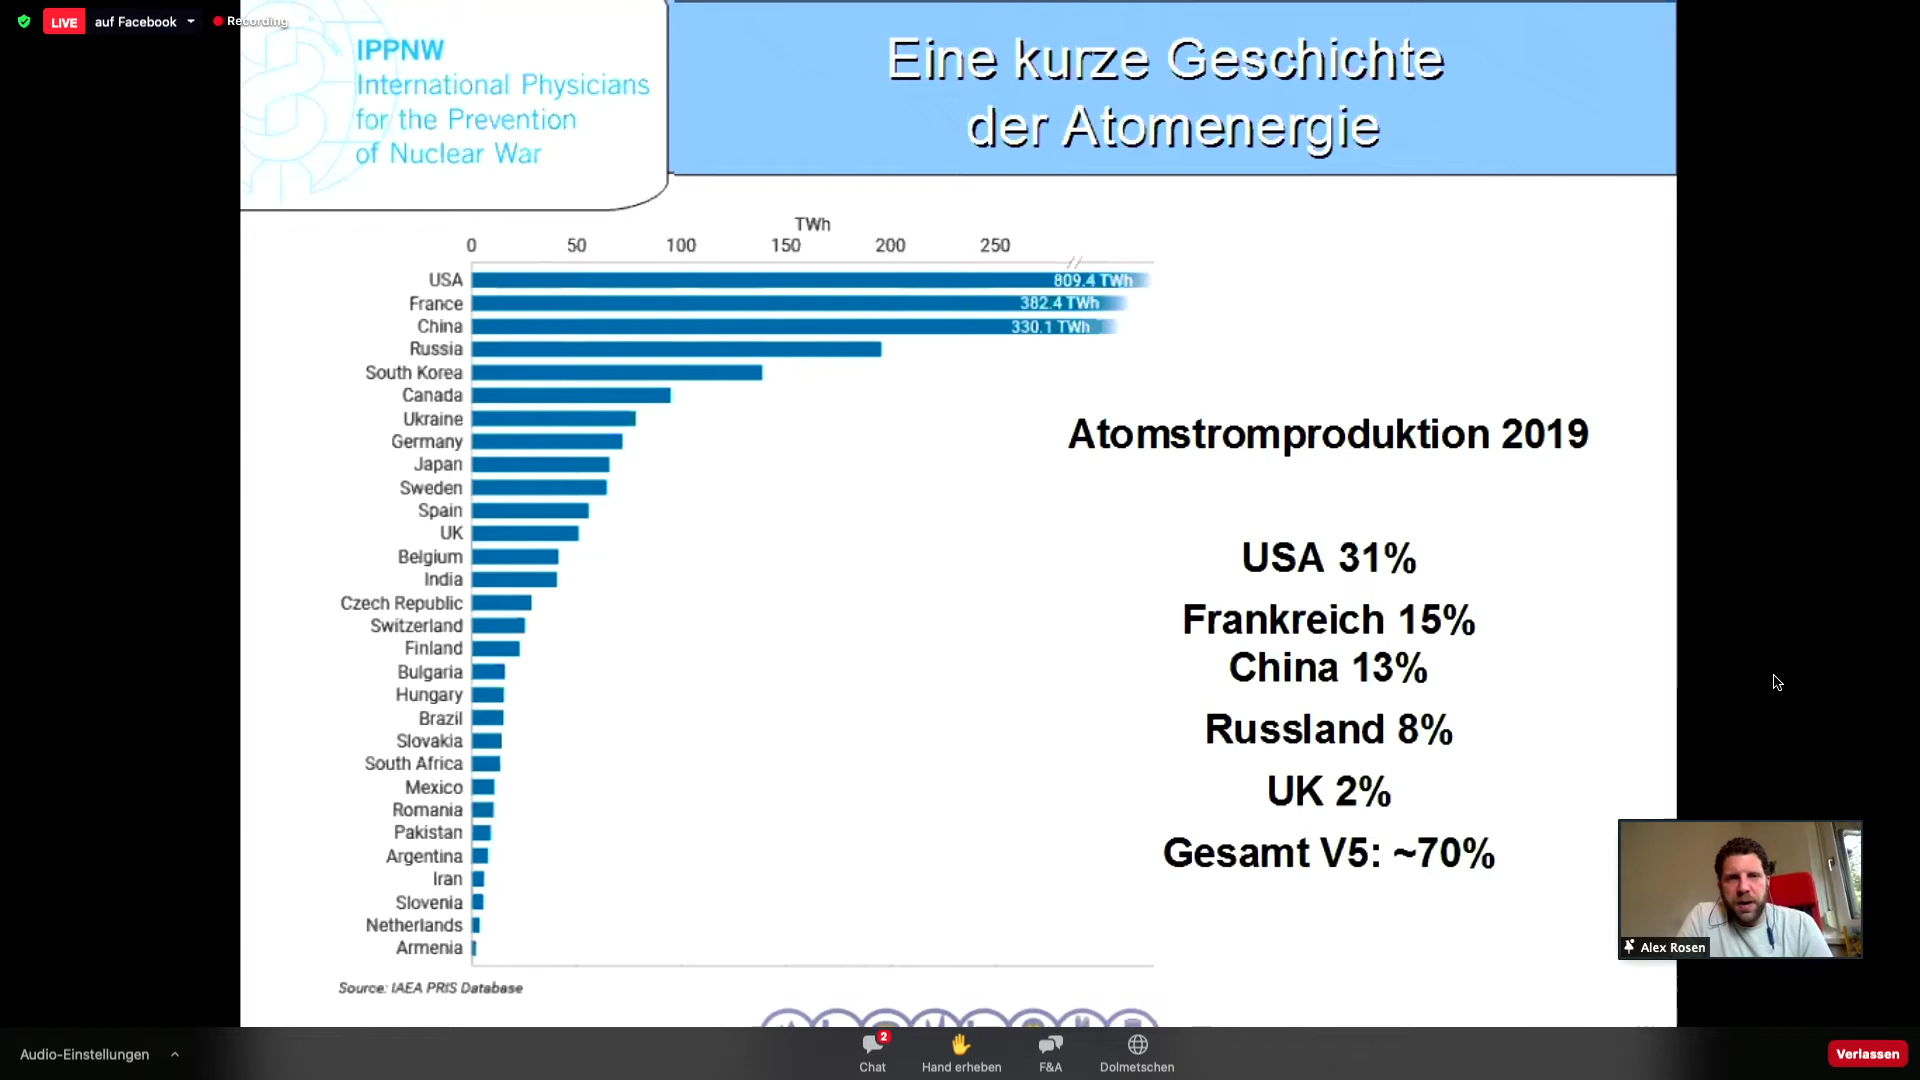 LIVE auf Facebook Recording
IPPNW
International Physicians
for the Prevention
of Nuclear War
Eine kurze Geschichte
der Atomenergie
TWh
0 50 100 150 200 250
USA 809.4 TWh
France 382.4 TWh
China 330.1 TWh
Russia
South Korea
Canada
Ukraine
Germany
Japan
Sweden
Spain
UK
Belgium
India
Czech Republic
Switzerland
Finland
Bulgaria
Hungary
Brazil
Slovakia
South Africa
Mexico
Romania
Pakistan
Argentina
Iran
Slovenia
Netherlands
Armenia
Source: IAEA PRIS Database
Atomstromproduktion 2019
USA 31%
Frankreich 15%
China 13%
Russland 8%
UK 2%
Gesamt V5: ~70%
Alex Rosen
Audio-Einstellungen
2
Chat
Hand erheben
F&A
Dolmetschen
Verlassen